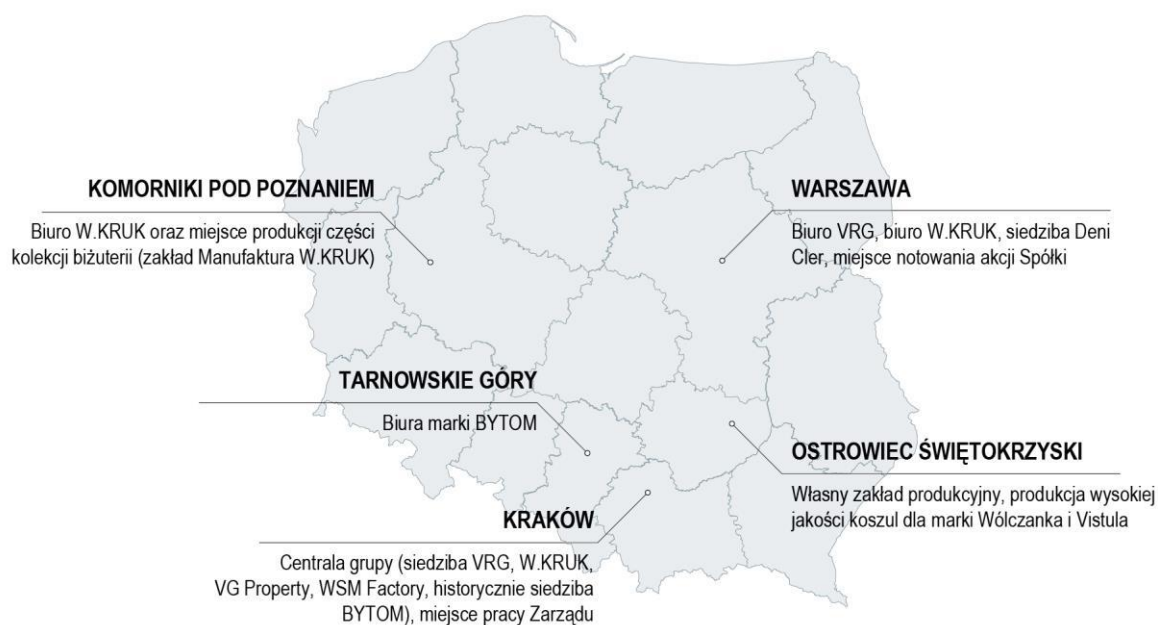 KOMORNIKI POD POZNANIEM
Biuro W.KRUK oraz miejsce produkcji części
kolekcji biżuterii (zakład Manufaktura W.KRUK)
WARSZAWA
Biuro VRG, biuro W.KRUK, siedziba Deni
Cler, miejsce notowania akcji Spółki
TARNOWSKIE GÓRY
Biura marki BYTOM
OSTROWIEC ŚWIĘTOKRZYSKI
Własny zakład produkcyjny, produkcja wysokiej
jakości koszul dla marki Wólczanka i Vistula
KRAKÓW
Centrala grupy (siedziba VRG, W.KRUK,
VG Property, WSM Factory, historycznie siedziba
BYTOM), miejsce pracy Zarządu